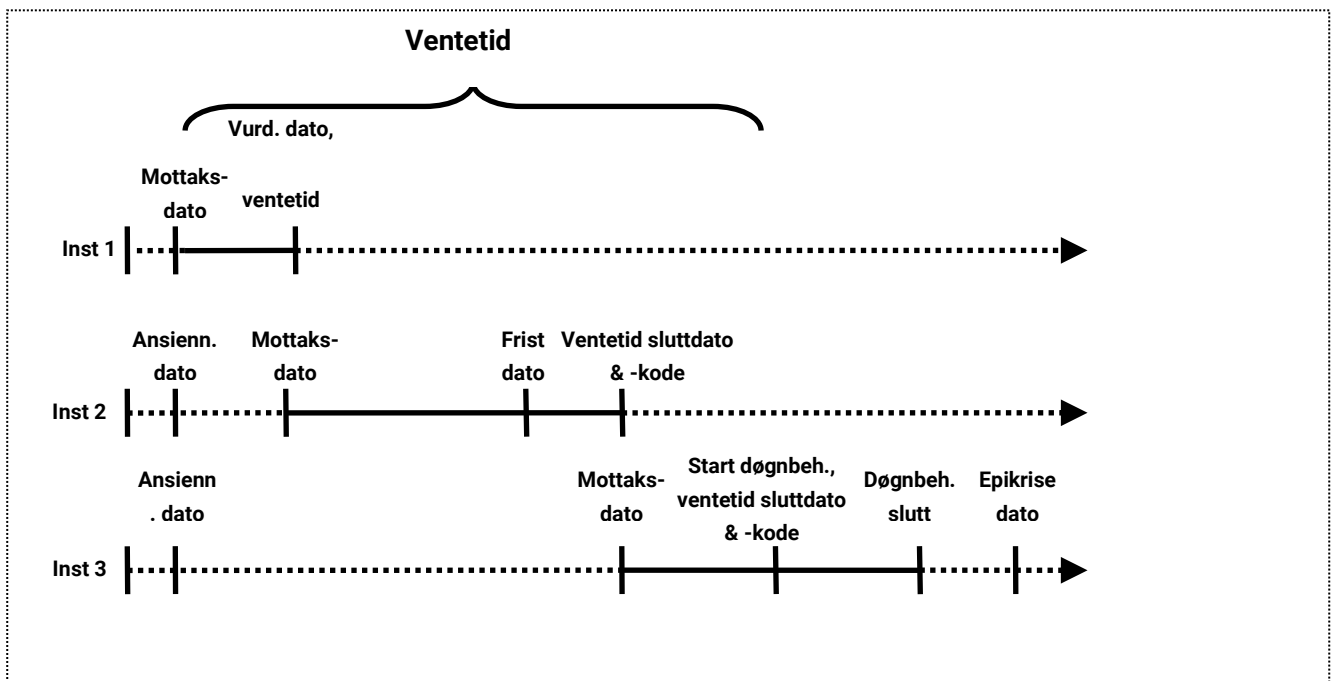 Ventetid
Vurd. dato,
Mottaks-
dato
ventetid
Inst 1
Ansienn.
dato
Mottaks-
dato
Frist
dato
Ventetid sluttdato
& -kode
Inst 2
Ansienn
. dato
Mottaks-
dato
Start døgnbeh.,
ventetid sluttdato
& -kode
Døgnbeh.
slutt
Epikrise
dato
Inst 3